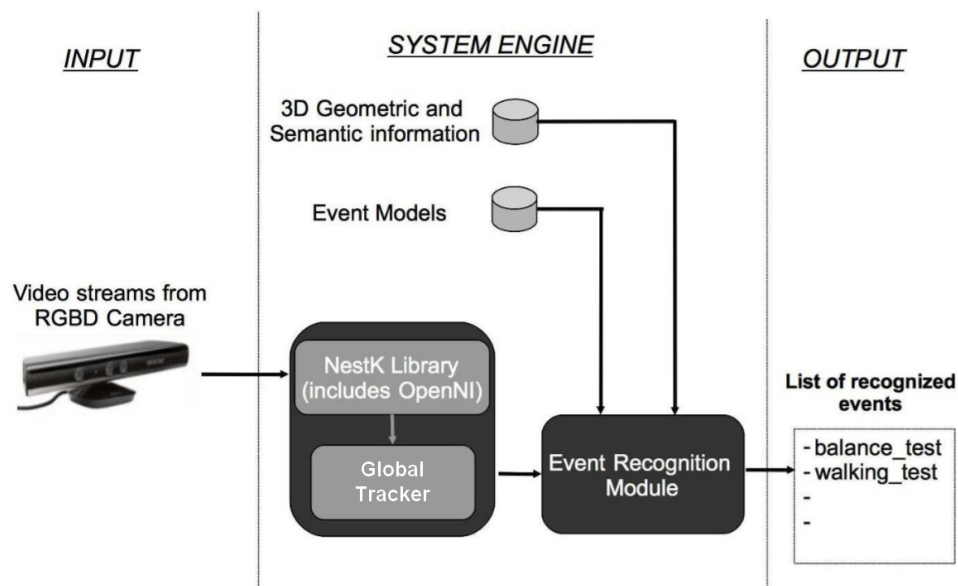 INPUT
SYSTEM ENGINE
OUTPUT
3D Geometric and
Semantic information
Event Models
Video streams from
RGBD Camera
NestK Library
(includes OpenNI)
Global
Tracker
Event Recognition
Module
List of recognized
events
- balance_test
- walking_test
-
-